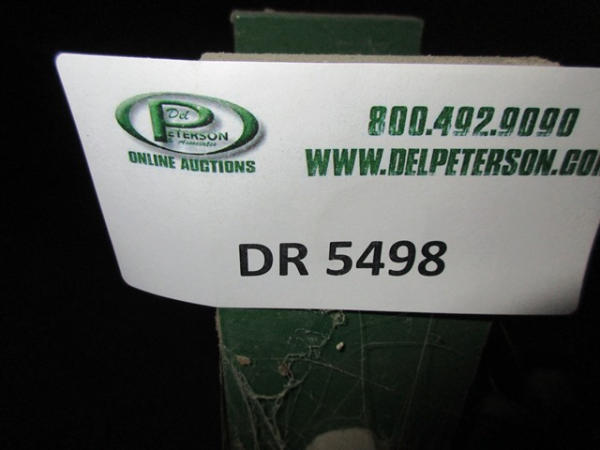 Del
PETERSON
& Associates
ONLINE AUCTIONS
800.492.9090
WWW.DELPETERSON.COM
DR 5498